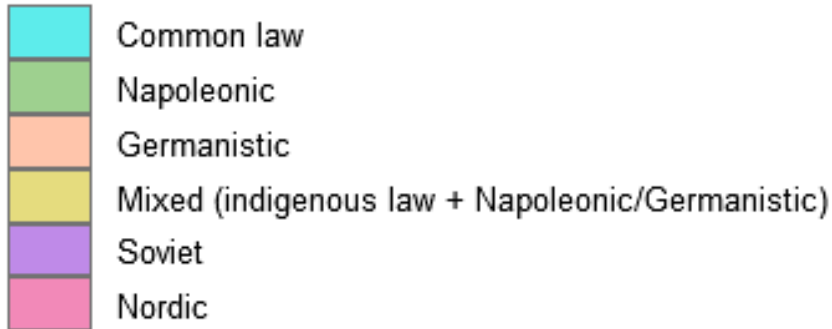 Common law
Napoleonic
Germanistic
Mixed (indigenous law + Napoleonic/Germanistic)
Soviet
Nordic